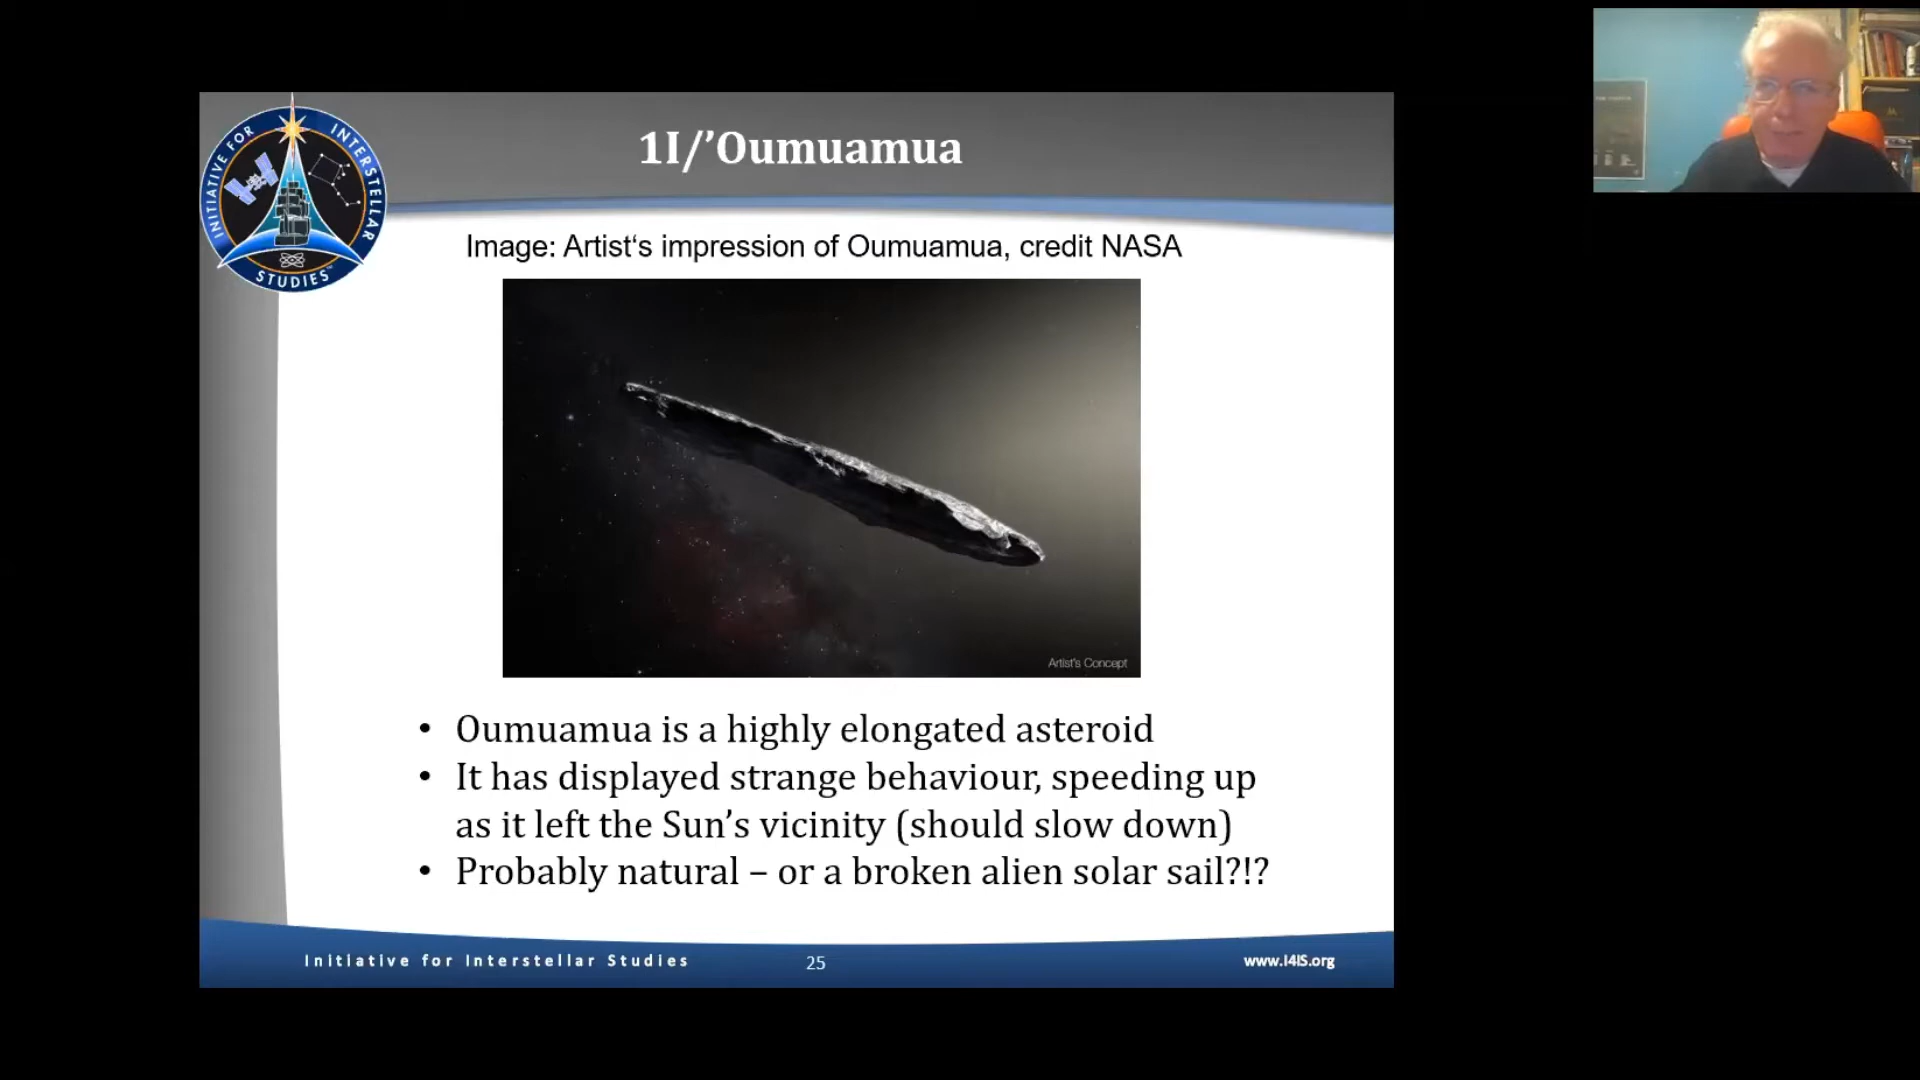 1I/’Oumuamua
INITIATIVE FOR INTERSTELLAR STUDIES™
Image: Artist‘s impression of Oumuamua, credit NASA
Artist's Concept
• Oumuamua is a highly elongated asteroid
• It has displayed strange behaviour, speeding up
as it left the Sun’s vicinity (should slow down)
• Probably natural – or a broken alien solar sail?!?
Initiative for Interstellar Studies
25
www.I4IS.org